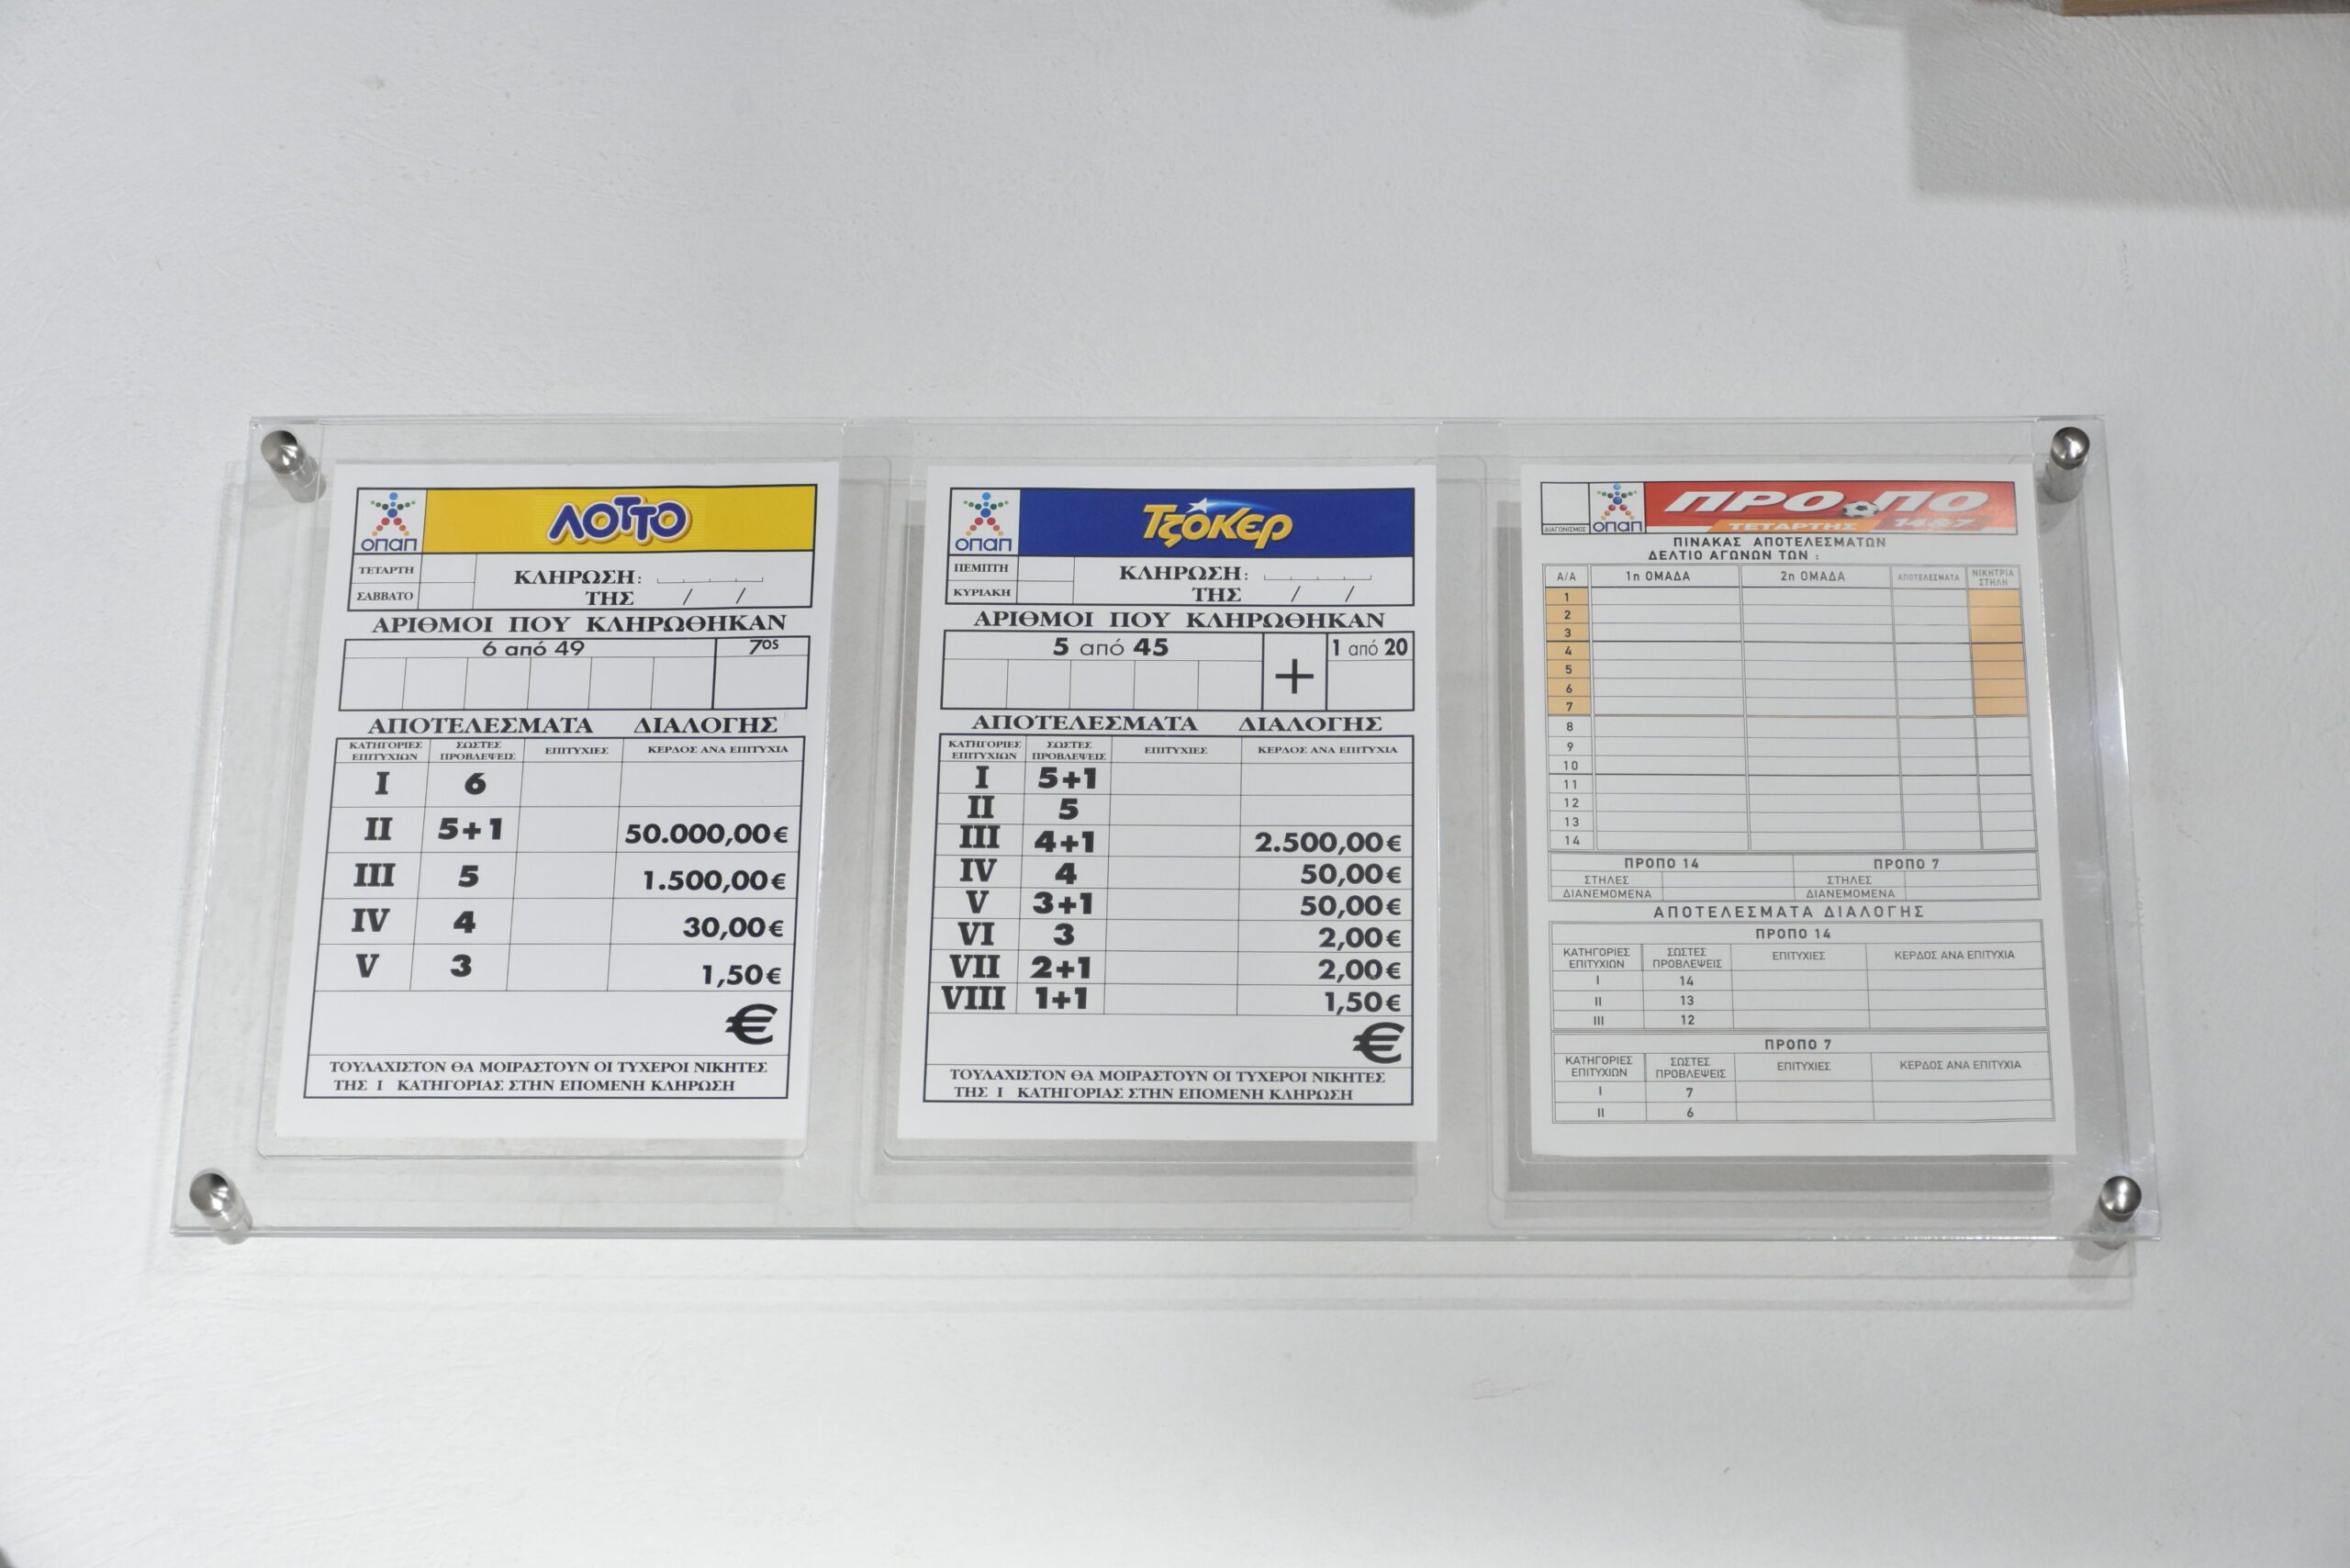 οπαπ
ΛΟΤΤΟ
ΤΕΤΑΡΤΗ
ΣΑΒΒΑΤΟ
ΚΛΗΡΩΣΗ:
ΤΗΣ / /
ΑΡΙΘΜΟΙ ΠΟΥ ΚΛΗΡΩΘΗΚΑΝ
6 από 49 7ος
ΑΠΟΤΕΛΕΣΜΑΤΑ ΔΙΑΛΟΓΗΣ
ΚΑΤΗΓΟΡΙΕΣ ΕΠΙΤΥΧΙΩΝ ΣΩΣΤΕΣ ΠΡΟΒΛΕΨΕΙΣ ΕΠΙΤΥΧΙΕΣ ΚΕΡΔΟΣ ΑΝΑ ΕΠΙΤΥΧΙΑ
I 6
II 5+1 50.000,00€
III 5 1.500,00€
IV 4 30,00€
V 3 1,50€
€
ΤΟΥΛΑΧΙΣΤΟΝ ΘΑ ΜΟΙΡΑΣΤΟΥΝ ΟΙ ΤΥΧΕΡΟΙ ΝΙΚΗΤΕΣ
ΤΗΣ Ι ΚΑΤΗΓΟΡΙΑΣ ΣΤΗΝ ΕΠΟΜΕΝΗ ΚΛΗΡΩΣΗ
οπαπ
Τζόκερ
ΠΕΜΠΤΗ
ΚΥΡΙΑΚΗ
ΚΛΗΡΩΣΗ:
ΤΗΣ / /
ΑΡΙΘΜΟΙ ΠΟΥ ΚΛΗΡΩΘΗΚΑΝ
5 από 45 + 1 από 20
ΑΠΟΤΕΛΕΣΜΑΤΑ ΔΙΑΛΟΓΗΣ
ΚΑΤΗΓΟΡΙΕΣ ΕΠΙΤΥΧΙΩΝ ΣΩΣΤΕΣ ΠΡΟΒΛΕΨΕΙΣ ΕΠΙΤΥΧΙΕΣ ΚΕΡΔΟΣ ΑΝΑ ΕΠΙΤΥΧΙΑ
I 5+1
II 5
III 4+1 2.500,00€
IV 4 50,00€
V 3+1 50,00€
VI 3 2,00€
VII 2+1 2,00€
VIII 1+1 1,50€
€
ΤΟΥΛΑΧΙΣΤΟΝ ΘΑ ΜΟΙΡΑΣΤΟΥΝ ΟΙ ΤΥΧΕΡΟΙ ΝΙΚΗΤΕΣ
ΤΗΣ Ι ΚΑΤΗΓΟΡΙΑΣ ΣΤΗΝ ΕΠΟΜΕΝΗ ΚΛΗΡΩΣΗ
ΔΙΑΓΩΝΙΣΜΟΣ
οπαπ
ΠΡΟ ΠΟ
ΤΕΤΑΡΤΗΣ 14&7
ΠΙΝΑΚΑΣ ΑΠΟΤΕΛΕΣΜΑΤΩΝ
ΔΕΛΤΙΟ ΑΓΩΝΩΝ ΤΩΝ :
Α/Α 1η ΟΜΑΔΑ 2η ΟΜΑΔΑ ΑΠΟΤΕΛΕΣΜΑΤΑ ΝΙΚΗΤΡΙΑ ΣΤΗΛΗ
1
2
3
4
5
6
7
8
9
10
11
12
13
14
ΠΡΟΠΟ 14 ΠΡΟΠΟ 7
ΣΤΗΛΕΣ ΣΤΗΛΕΣ
ΔΙΑΝΕΜΟΜΕΝΑ ΔΙΑΝΕΜΟΜΕΝΑ
ΑΠΟΤΕΛΕΣΜΑΤΑ ΔΙΑΛΟΓΗΣ
ΠΡΟΠΟ 14
ΚΑΤΗΓΟΡΙΕΣ ΕΠΙΤΥΧΙΩΝ ΣΩΣΤΕΣ ΠΡΟΒΛΕΨΕΙΣ ΕΠΙΤΥΧΙΕΣ ΚΕΡΔΟΣ ΑΝΑ ΕΠΙΤΥΧΙΑ
I 14
II 13
III 12
ΠΡΟΠΟ 7
ΚΑΤΗΓΟΡΙΕΣ ΕΠΙΤΥΧΙΩΝ ΣΩΣΤΕΣ ΠΡΟΒΛΕΨΕΙΣ ΕΠΙΤΥΧΙΕΣ ΚΕΡΔΟΣ ΑΝΑ ΕΠΙΤΥΧΙΑ
I 7
II 6